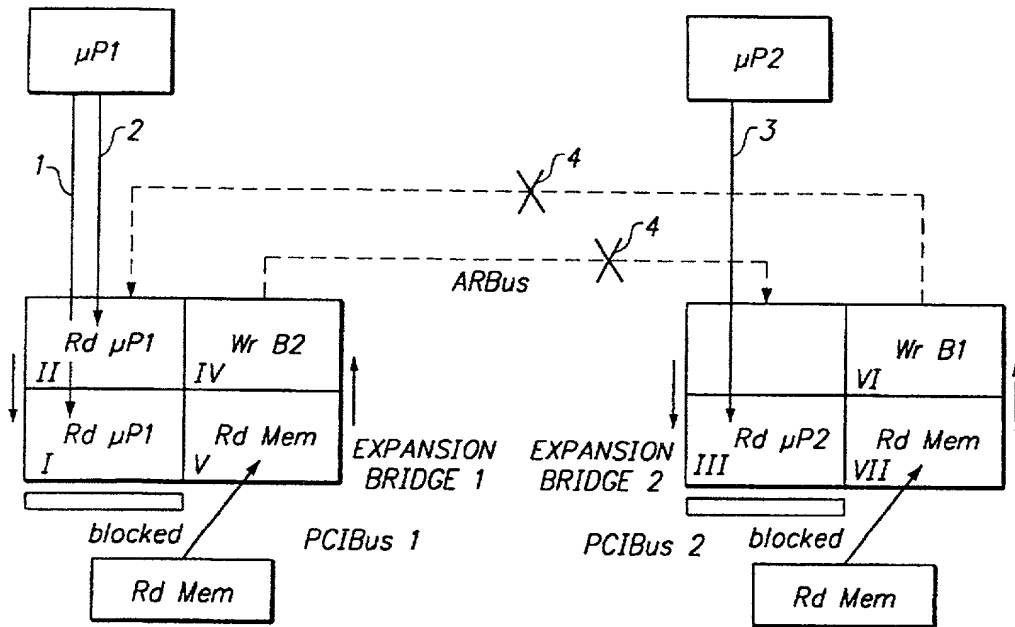 µP1
µP2
1
2
3
4
4
ARBus
Rd µP1
II
Wr B2
IV
Rd µP1
I
Rd Mem
V
EXPANSION
BRIDGE 1
EXPANSION
BRIDGE 2
Wr B1
VI
Rd µP2
III
Rd Mem
VII
blocked
PCIBus 1
PCIBus 2
blocked
Rd Mem
Rd Mem